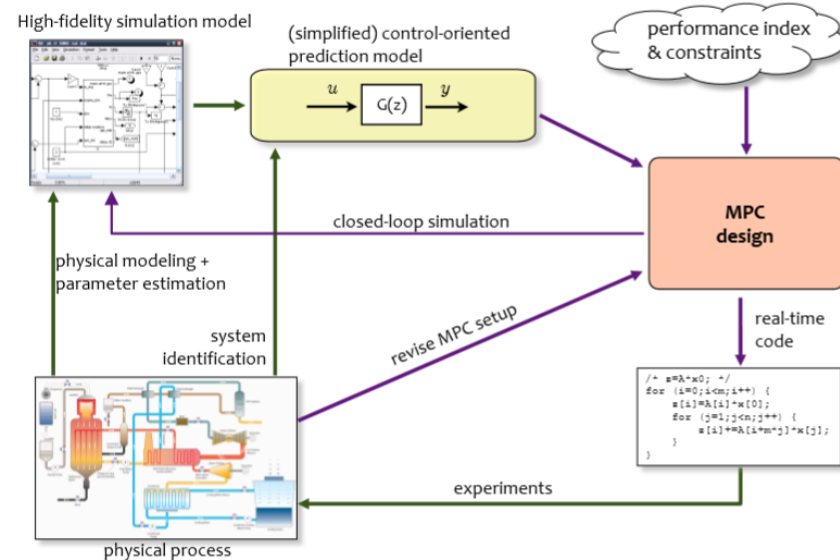 High-fidelity simulation model
(simplified) control-oriented
prediction model
u
G(z)
y
performance index
& constraints
MPC
design
closed-loop simulation
physical modeling +
parameter estimation
system
identification
revise MPC setup
real-time
code
/* z=A*x0; */
for (i=0;i<m;i++) {
z[i]=A[i]*x[0];
for (j=1;j<n;j++) {
z[i]+=A[i+m*j]*x[j];
}
}
experiments
physical process